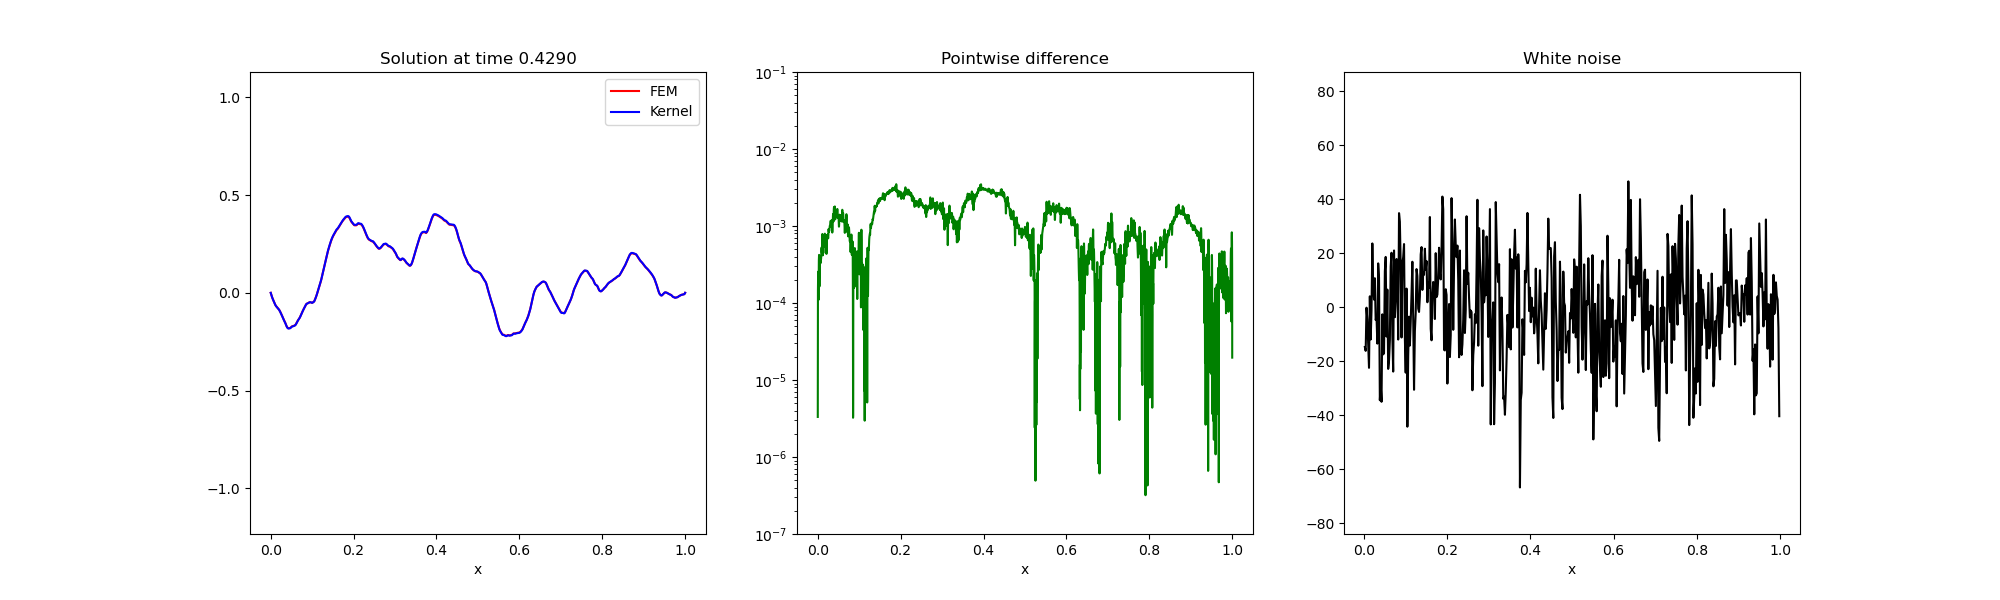 Solution at time 0.4290
FEM
Kernel
1.0
0.5
0.0
−0.5
−1.0
0.0 0.2 0.4 0.6 0.8 1.0
x
Pointwise difference
10⁻¹
10⁻²
10⁻³
10⁻⁴
10⁻⁵
10⁻⁶
10⁻⁷
0.0 0.2 0.4 0.6 0.8 1.0
x
White noise
80
60
40
20
0
−20
−40
−60
−80
0.0 0.2 0.4 0.6 0.8 1.0
x